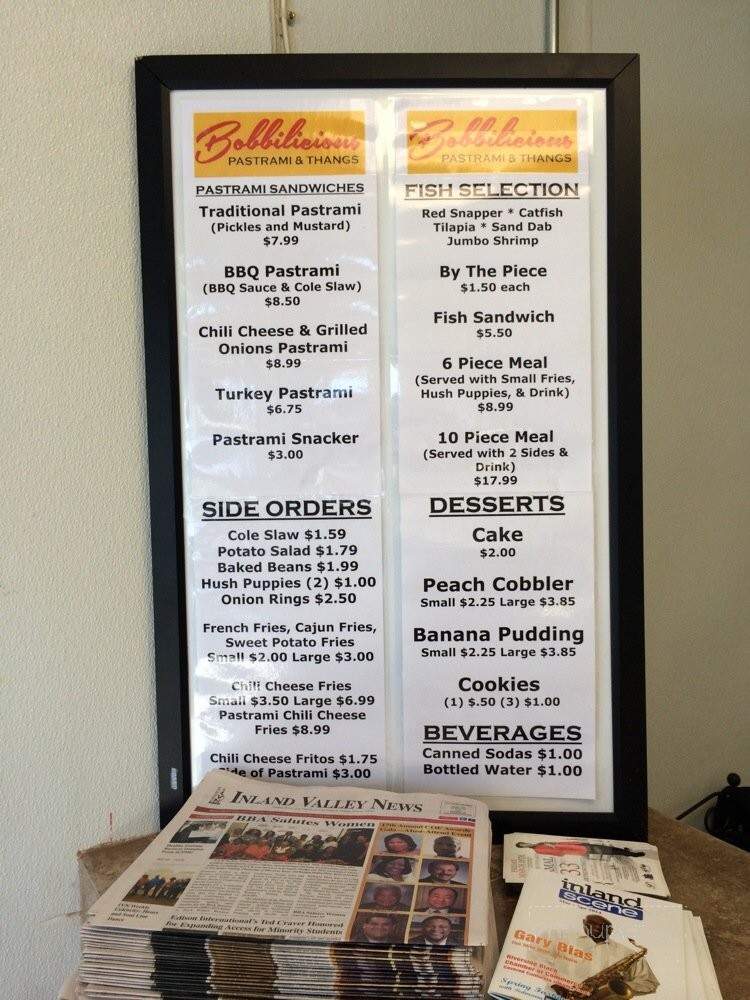 Bobbilicious
PASTRAMI & THANGS
PASTRAMI SANDWICHES
Traditional Pastrami
(Pickles and Mustard)
$7.99
BBQ Pastrami
(BBQ Sauce & Cole Slaw)
$8.50
Chili Cheese & Grilled
Onions Pastrami
$8.99
Turkey Pastrami
$6.75
Pastrami Snacker
$3.00
SIDE ORDERS
Cole Slaw $1.59
Potato Salad $1.79
Baked Beans $1.99
Hush Puppies (2) $1.00
Onion Rings $2.50
French Fries, Cajun Fries,
Sweet Potato Fries
Small $2.00 Large $3.00
Chili Cheese Fries
Small $3.50 Large $6.99
Pastrami Chili Cheese
Fries $8.99
Chili Cheese Fritos $1.75
Side of Pastrami $3.00
Bobbilicious
PASTRAMI & THANGS
FISH SELECTION
Red Snapper * Catfish
Tilapia * Sand Dab
Jumbo Shrimp
By The Piece
$1.50 each
Fish Sandwich
$5.50
6 Piece Meal
(Served with Small Fries,
Hush Puppies, & Drink)
$8.99
10 Piece Meal
(Served with 2 Sides &
Drink)
$17.99
DESSERTS
Cake
$2.00
Peach Cobbler
Small $2.25 Large $3.85
Banana Pudding
Small $2.25 Large $3.85
Cookies
(1) $.50 (3) $1.00
BEVERAGES
Canned Sodas $1.00
Bottled Water $1.00
INLAND VALLEY NEWS
BBA Salutes Women
Edison International's Ted Craver Honored
for Expanding Access for Minority Students
33
inland
scene
Gary Bias
Riverside Black
Chamber of Commerce